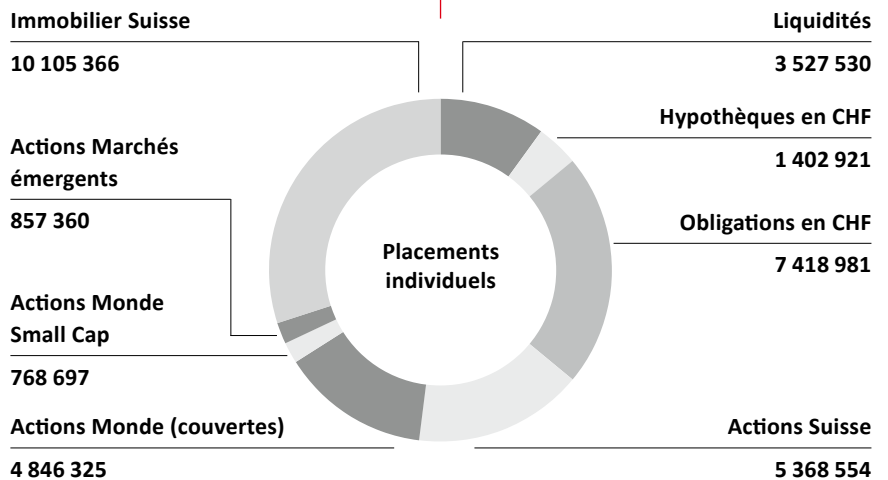 Immobilier Suisse
10 105 366
Actions Marchés
émergents
857 360
Actions Monde
Small Cap
768 697
Actions Monde (couvertes)
4 846 325
Placements
individuels
Liquidités
3 527 530
Hypothèques en CHF
1 402 921
Obligations en CHF
7 418 981
Actions Suisse
5 368 554